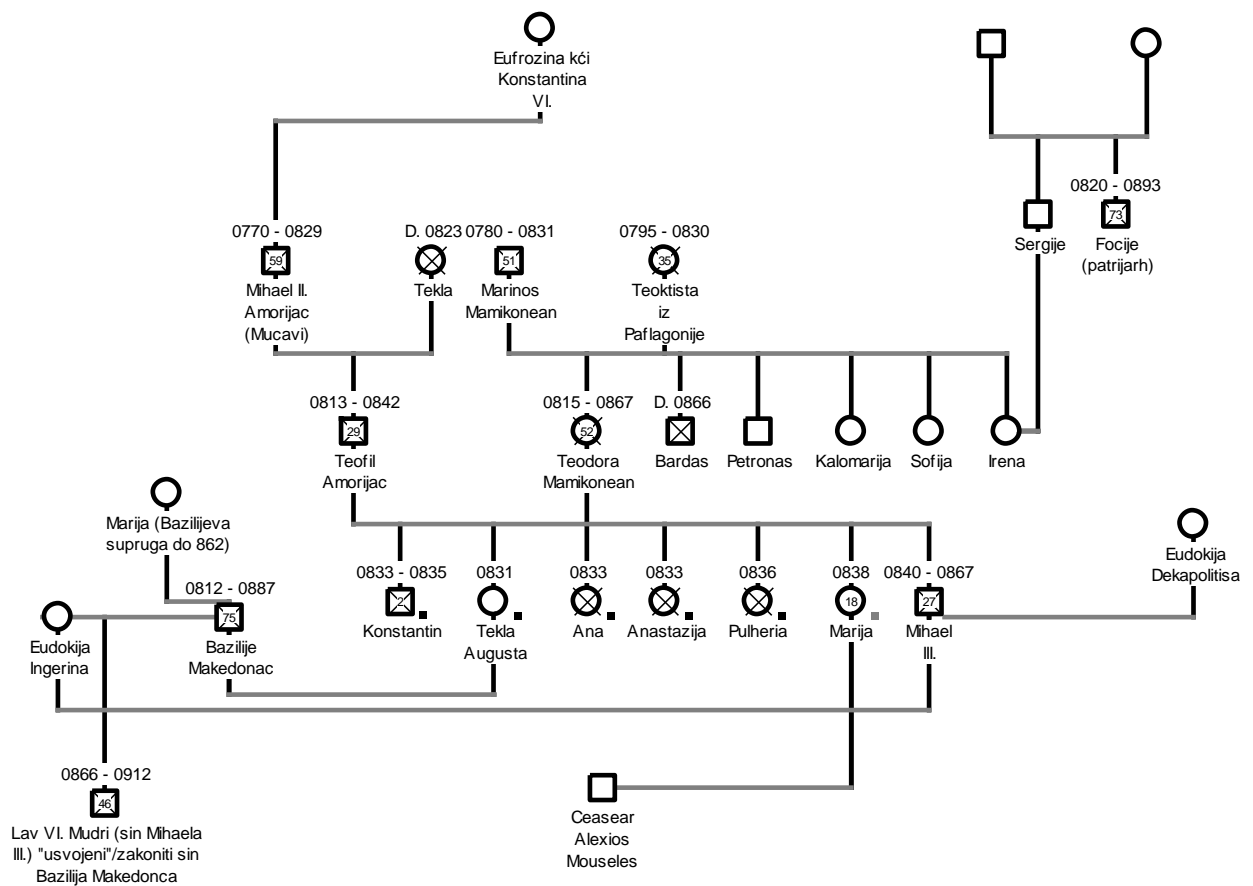 Eufrozina kći
Konstantina
VI.
0820 - 0893
73
Sergije
Focije
(patrijarh)
0770 - 0829
59
Mihael II.
Amorijac
(Mucavi)
D. 0823
Tekla
0780 - 0831
51
Marinos
Mamikonean
0795 - 0830
35
Teoktista
iz
Paflagonije
0813 - 0842
29
Teofil
Amorijac
0815 - 0867
52
Teodora
Mamikonean
D. 0866
Bardas
Petronas
Kalomarija
Sofija
Irena
Marija (Bazilijeva
supruga do 862)
Eudokija
Dekapolitisa
0812 - 0887
75
Bazilije
Makedonac
Eudokija
Ingerina
0833 - 0835
2
Konstantin
0831
Tekla
Augusta
0833
Ana
0833
Anastazija
0836
Pulheria
0838
18
Marija
0840 - 0867
27
Mihael
III.
0866 - 0912
46
Lav VI. Mudri (sin Mihaela
III.) "usvojeni"/zakoniti sin
Bazilija Makedonca
Ceasear
Alexios
Mouseles